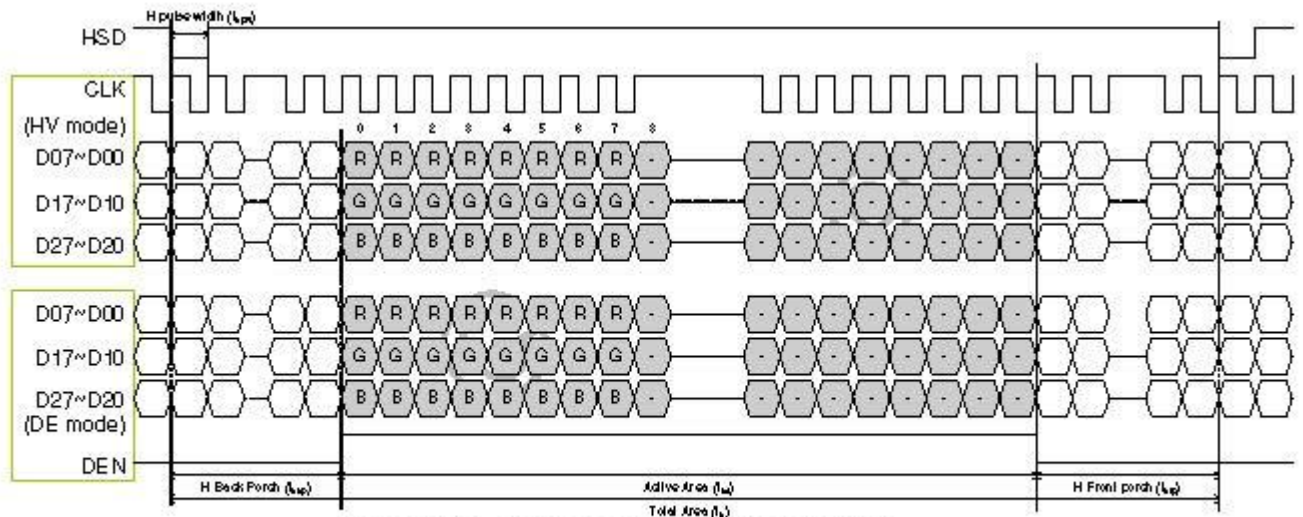 H pulse width (t
HSD
CLK
(HV mode)
0 1 2 3 4 5 6 7 8
D07~D00 R R R R R R R R - - - - - - - - -
D17~D10 G G G G G G G G - - - - - - - - -
D27~D20 B B B B B B B B - - - - - - - - -
D07~D00 R R R R R R R R - - - - - - - - -
D17~D10 G G G G G G G G - - - - - - - - -
D27~D20 B B B B B B B B - - - - - - - - -
(DE mode)
DEN
H Back Porch Active Area H Front porch
Total Area